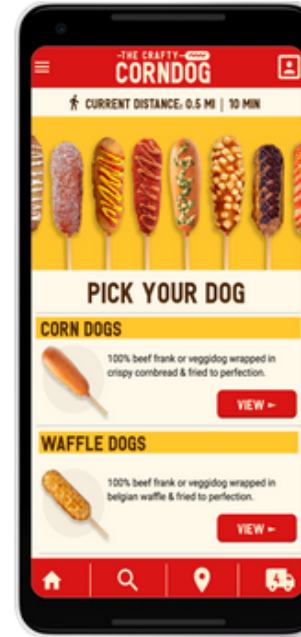 -THE CRAFTY-
CORNDOG
CURRENT DISTANCE: 0.5 MI | 10 MIN
PICK YOUR DOG
CORN DOGS
100% beef frank or veggidog wrapped in
crispy cornbread & fried to perfection.
VIEW
WAFFLE DOGS
100% beef frank or veggidog wrapped in
belgian waffle & fried to perfection.
VIEW